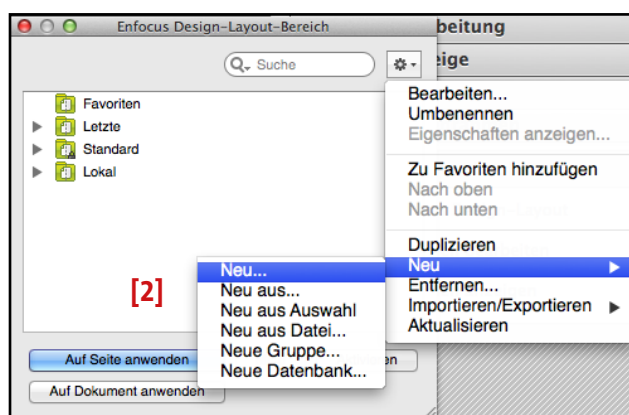 Enfocus Design-Layout-Bereich
beitung
eige
Suche
Favoriten
Letzte
Standard
Lokal
Bearbeiten...
Umbenennen
Eigenschaften anzeigen...
Zu Favoriten hinzufügen
Nach oben
Nach unten
Duplizieren
Neu
Entfernen...
Importieren/Exportieren
Aktualisieren
[2]
Neu...
Neu aus...
Neu aus Auswahl
Neu aus Datei...
Neue Gruppe...
Neue Datenbank...
Auf Seite anwenden
en
Auf Dokument anwenden